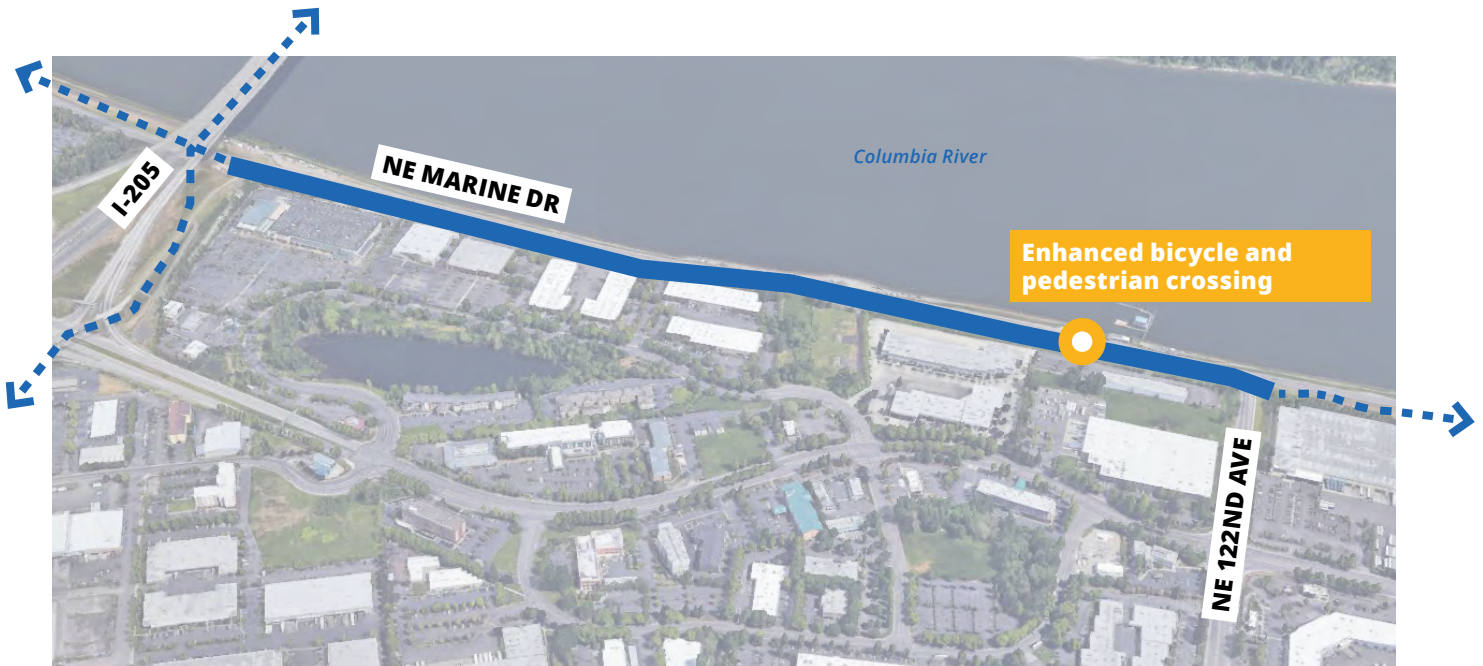 I-205
NE MARINE DR
Columbia River
Enhanced bicycle and
pedestrian crossing
NE 122ND AVE